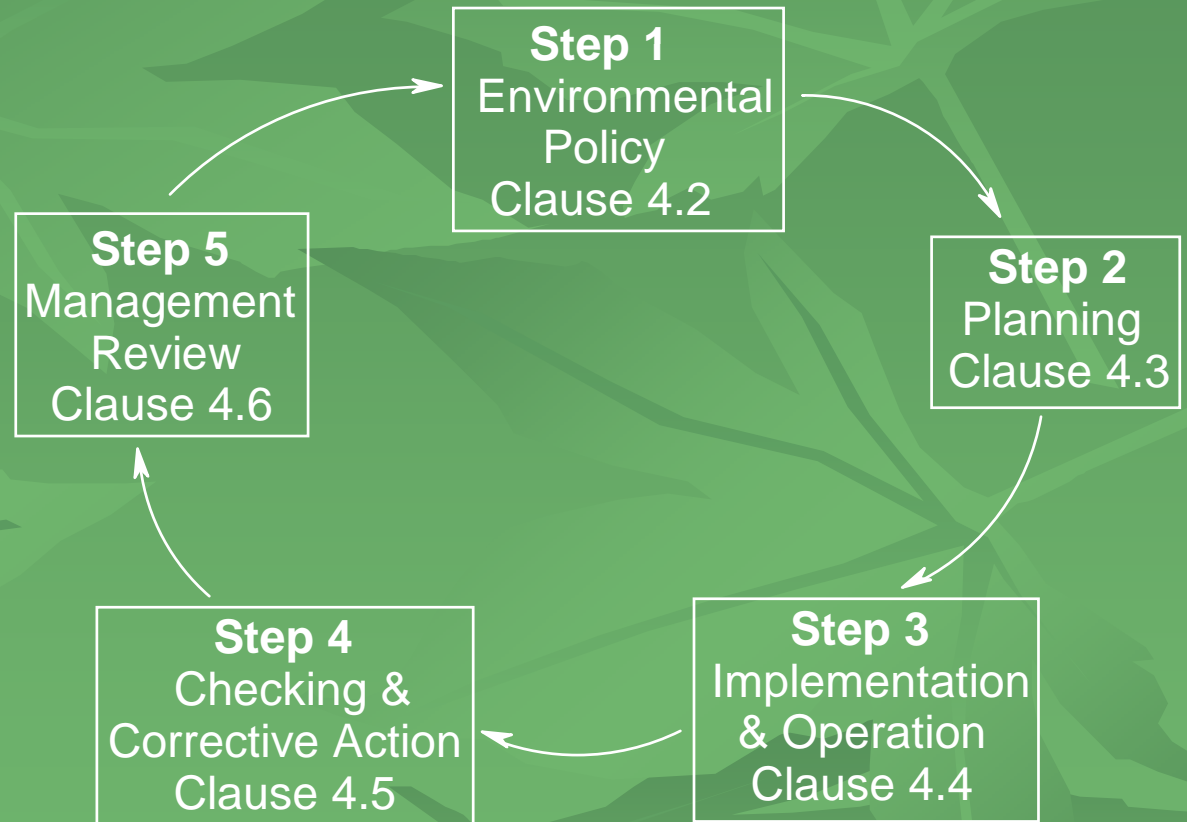 Step 1
Environmental
Policy
Clause 4.2
Step 2
Planning
Clause 4.3
Step 3
Implementation
& Operation
Clause 4.4
Step 4
Checking &
Corrective Action
Clause 4.5
Step 5
Management
Review
Clause 4.6